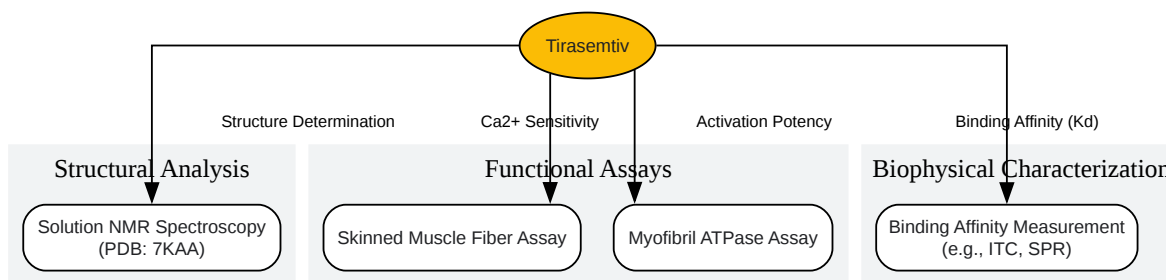 Tirasemtiv
Structure Determination
Ca2+ Sensitivity
Activation Potency
Binding Affinity (Kd)
Structural Analysis
Functional Assays
Biophysical Characterization
Solution NMR Spectroscopy
(PDB: 7KAA)
Skinned Muscle Fiber Assay
Myofibril ATPase Assay
Binding Affinity Measurement
(e.g., ITC, SPR)